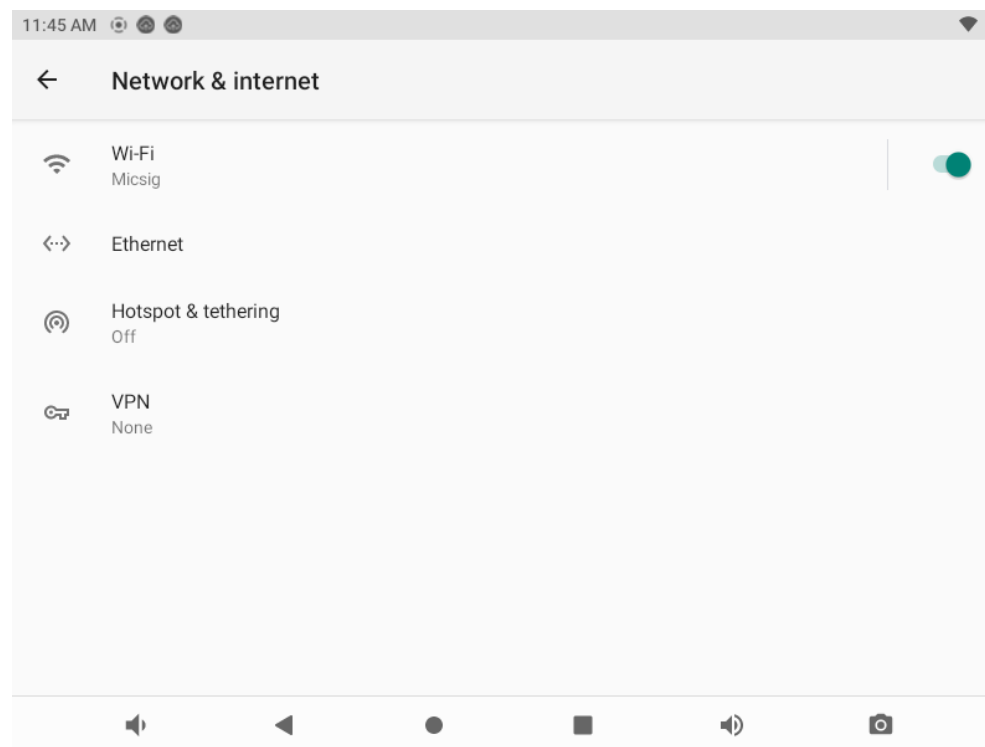 11:45 AM
Network & internet
Wi-Fi
Micsig
Ethernet
Hotspot & tethering
Off
VPN
None